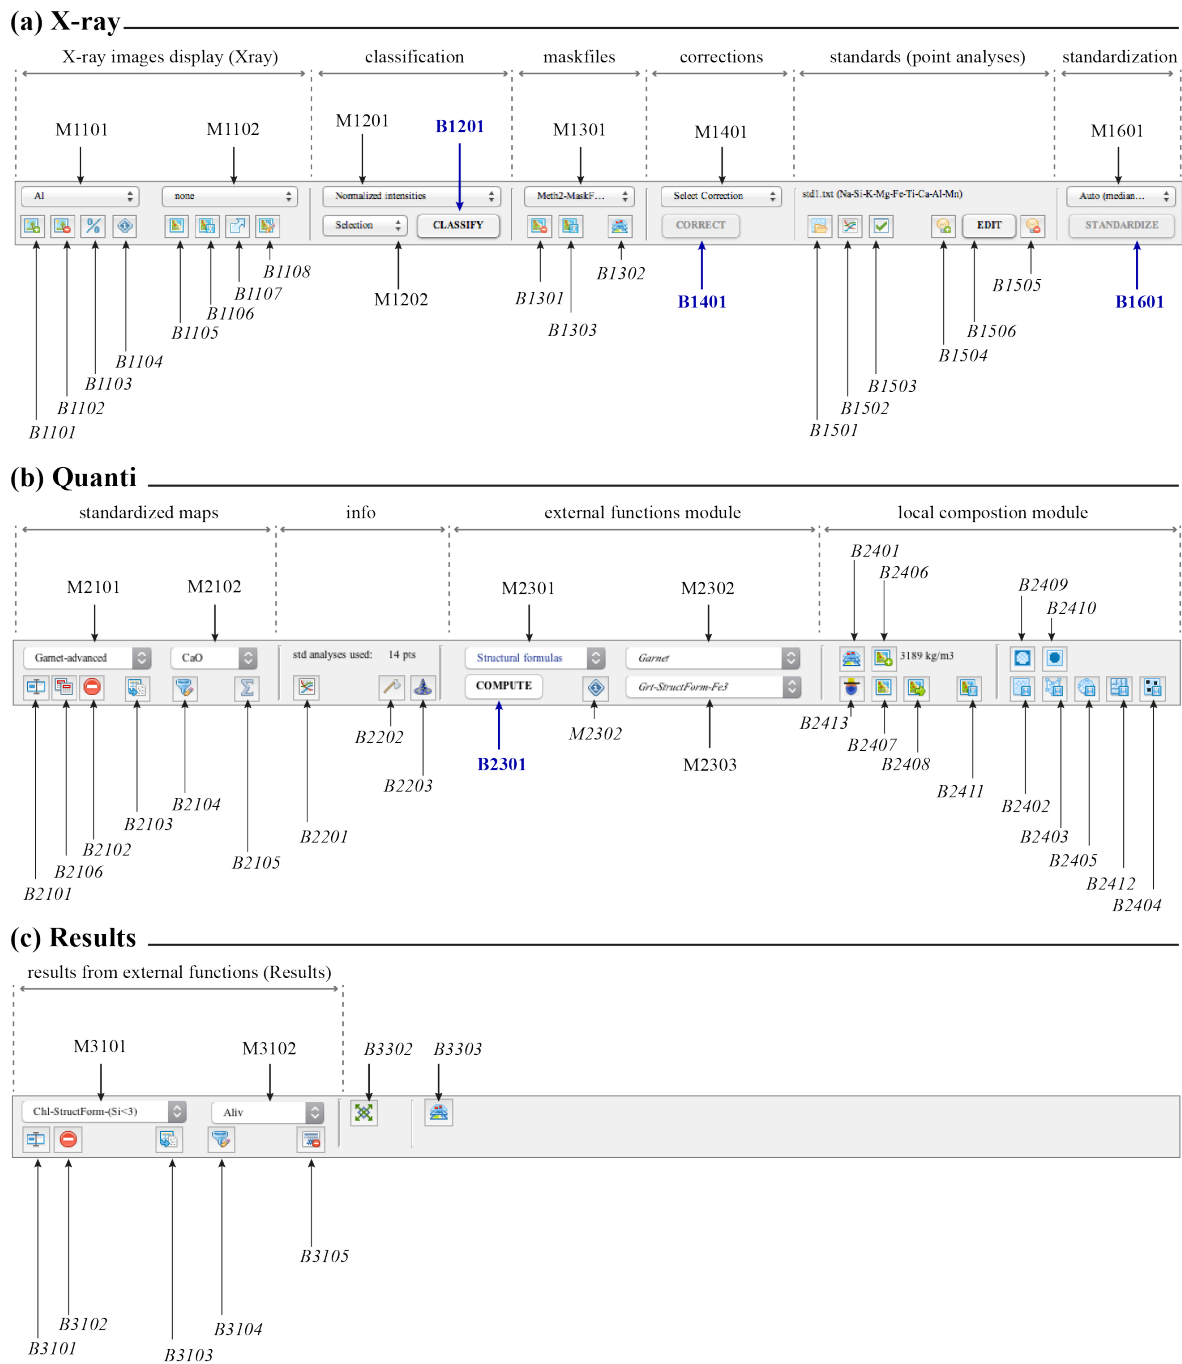 (a) X-ray
X-ray images display (Xray) classification maskfiles corrections standards (point analyses) standardization
M1101 M1102 M1201 B1201 M1301 M1401 M1601
Al none Normalized intensities Meth2-MaskF... Select Correction std1.txt (Na-Si-K-Mg-Fe-Ti-Ca-Al-Mn) Auto (median...
Selection CLASSIFY CORRECT EDIT STANDARDIZE
B1108 B1302
B1107 M1202 B1301 B1401 B1505 B1601
B1106
B1105 B1303 B1506
B1104 B1504
B1103 B1503
B1102 B1502
B1101 B1501
(b) Quanti
standardized maps info external functions module local compostion module
B2401
B2406
M2101 M2102 M2301 M2302 B2409
B2410
Garnet-advanced CaO std analyses used: 14 pts Structural formulas Garnet 3189 kg/m3
COMPUTE Grt-StructForm-Fe3
B2413
B2202 M2302 B2407
B2301 M2303 B2408
B2203 B2411
B2104 B2402
B2103 B2201 B2403
B2102 B2105 B2405
B2106
B2101 B2412
B2404
(c) Results
results from external functions (Results)
M3101 M3102 B3302 B3303
Chl-StructForm-(Si<3) Aliv
B3105
B3102 B3104
B3101 B3103